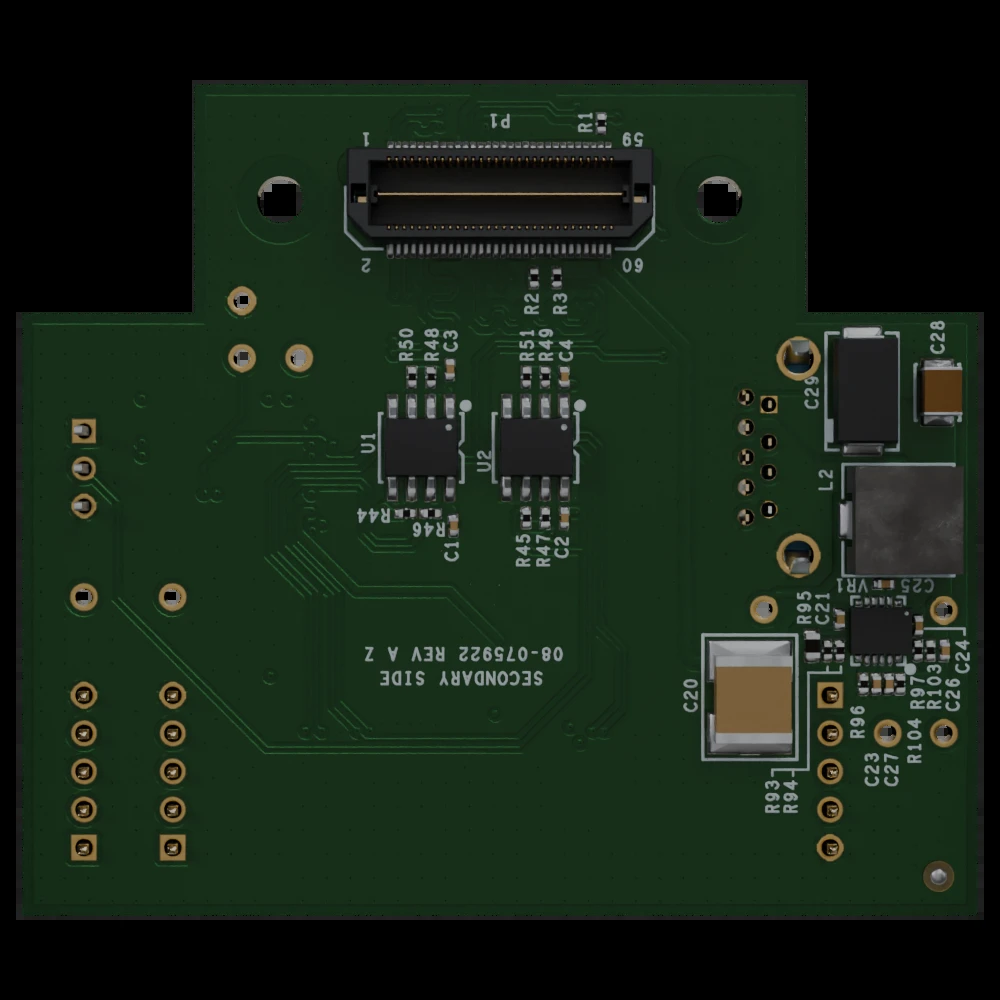 P1
R1
1
59
2
60
R2
R3
R50
R48
C3
R51
R49
C4
C28
C29
U1
U2
L2
R44
R46
C1
R45
R47
C2
VR1
C25
R95
C21
08-075922 REV A Z
SECONDARY SIDE
C24
C20
R97
R103
C26
R96
R104
C23
C27
R93
R94